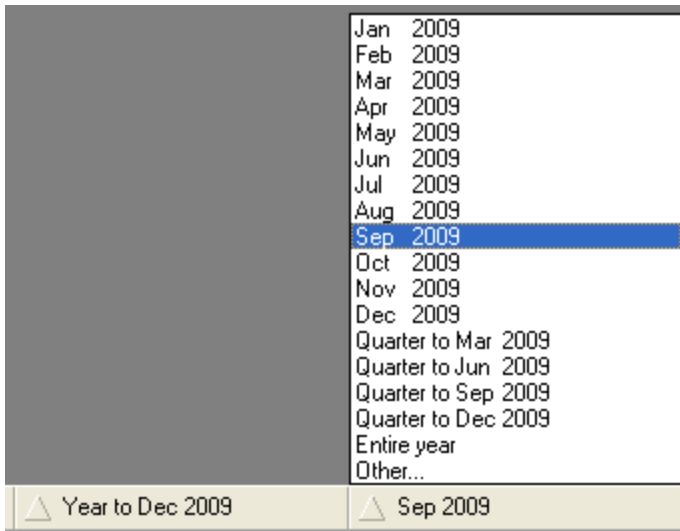 Jan 2009
Feb 2009
Mar 2009
Apr 2009
May 2009
Jun 2009
Jul 2009
Aug 2009
Sep 2009
Oct 2009
Nov 2009
Dec 2009
Quarter to Mar 2009
Quarter to Jun 2009
Quarter to Sep 2009
Quarter to Dec 2009
Entire year
Other...
Year to Dec 2009
Sep 2009